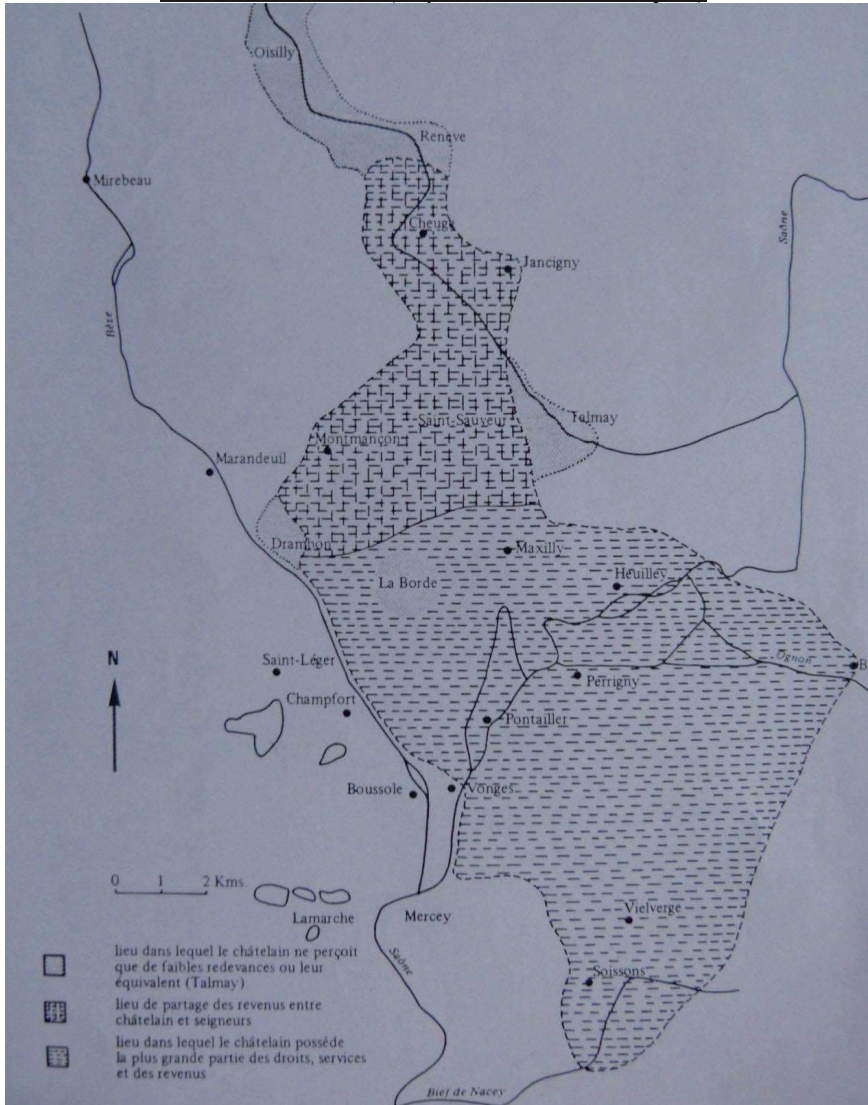 Oisilly
Renève
Mirebeau
Cheuge
Saône
Jancigny
Bèze
Talmay
Saint-Sauveur
Montmançon
Marandeuil
Drambon
Maxilly
La Borde
Heuilley
N
Saint-Léger
Ognon
B
Perrigny
Champfort
Pontailler
Boussole
Vonges
0 1 2 Kms.
Lamarche
Mercey
Vielverge
Saône
Soissons
lieu dans lequel le châtelain ne perçoit
que de faibles redevances ou leur
équivalent (Talmay)
lieu de partage des revenus entre
châtelain et seigneurs
lieu dans lequel le châtelain possède
la plus grande partie des droits, services
et des revenus
Bief de Nacey